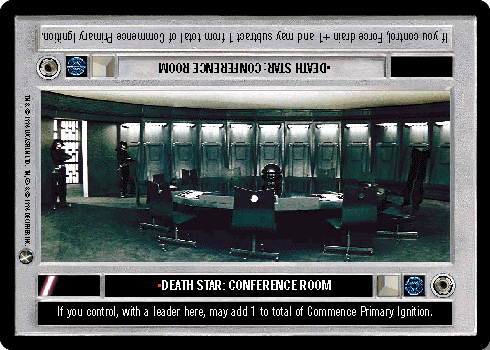 If you control, Force drain +1 and may subtract 1 from total of Commence Primary Ignition.
•DEATH STAR: CONFERENCE ROOM
•DEATH STAR: CONFERENCE ROOM
If you control, with a leader here, may add 1 to total of Commence Primary Ignition.